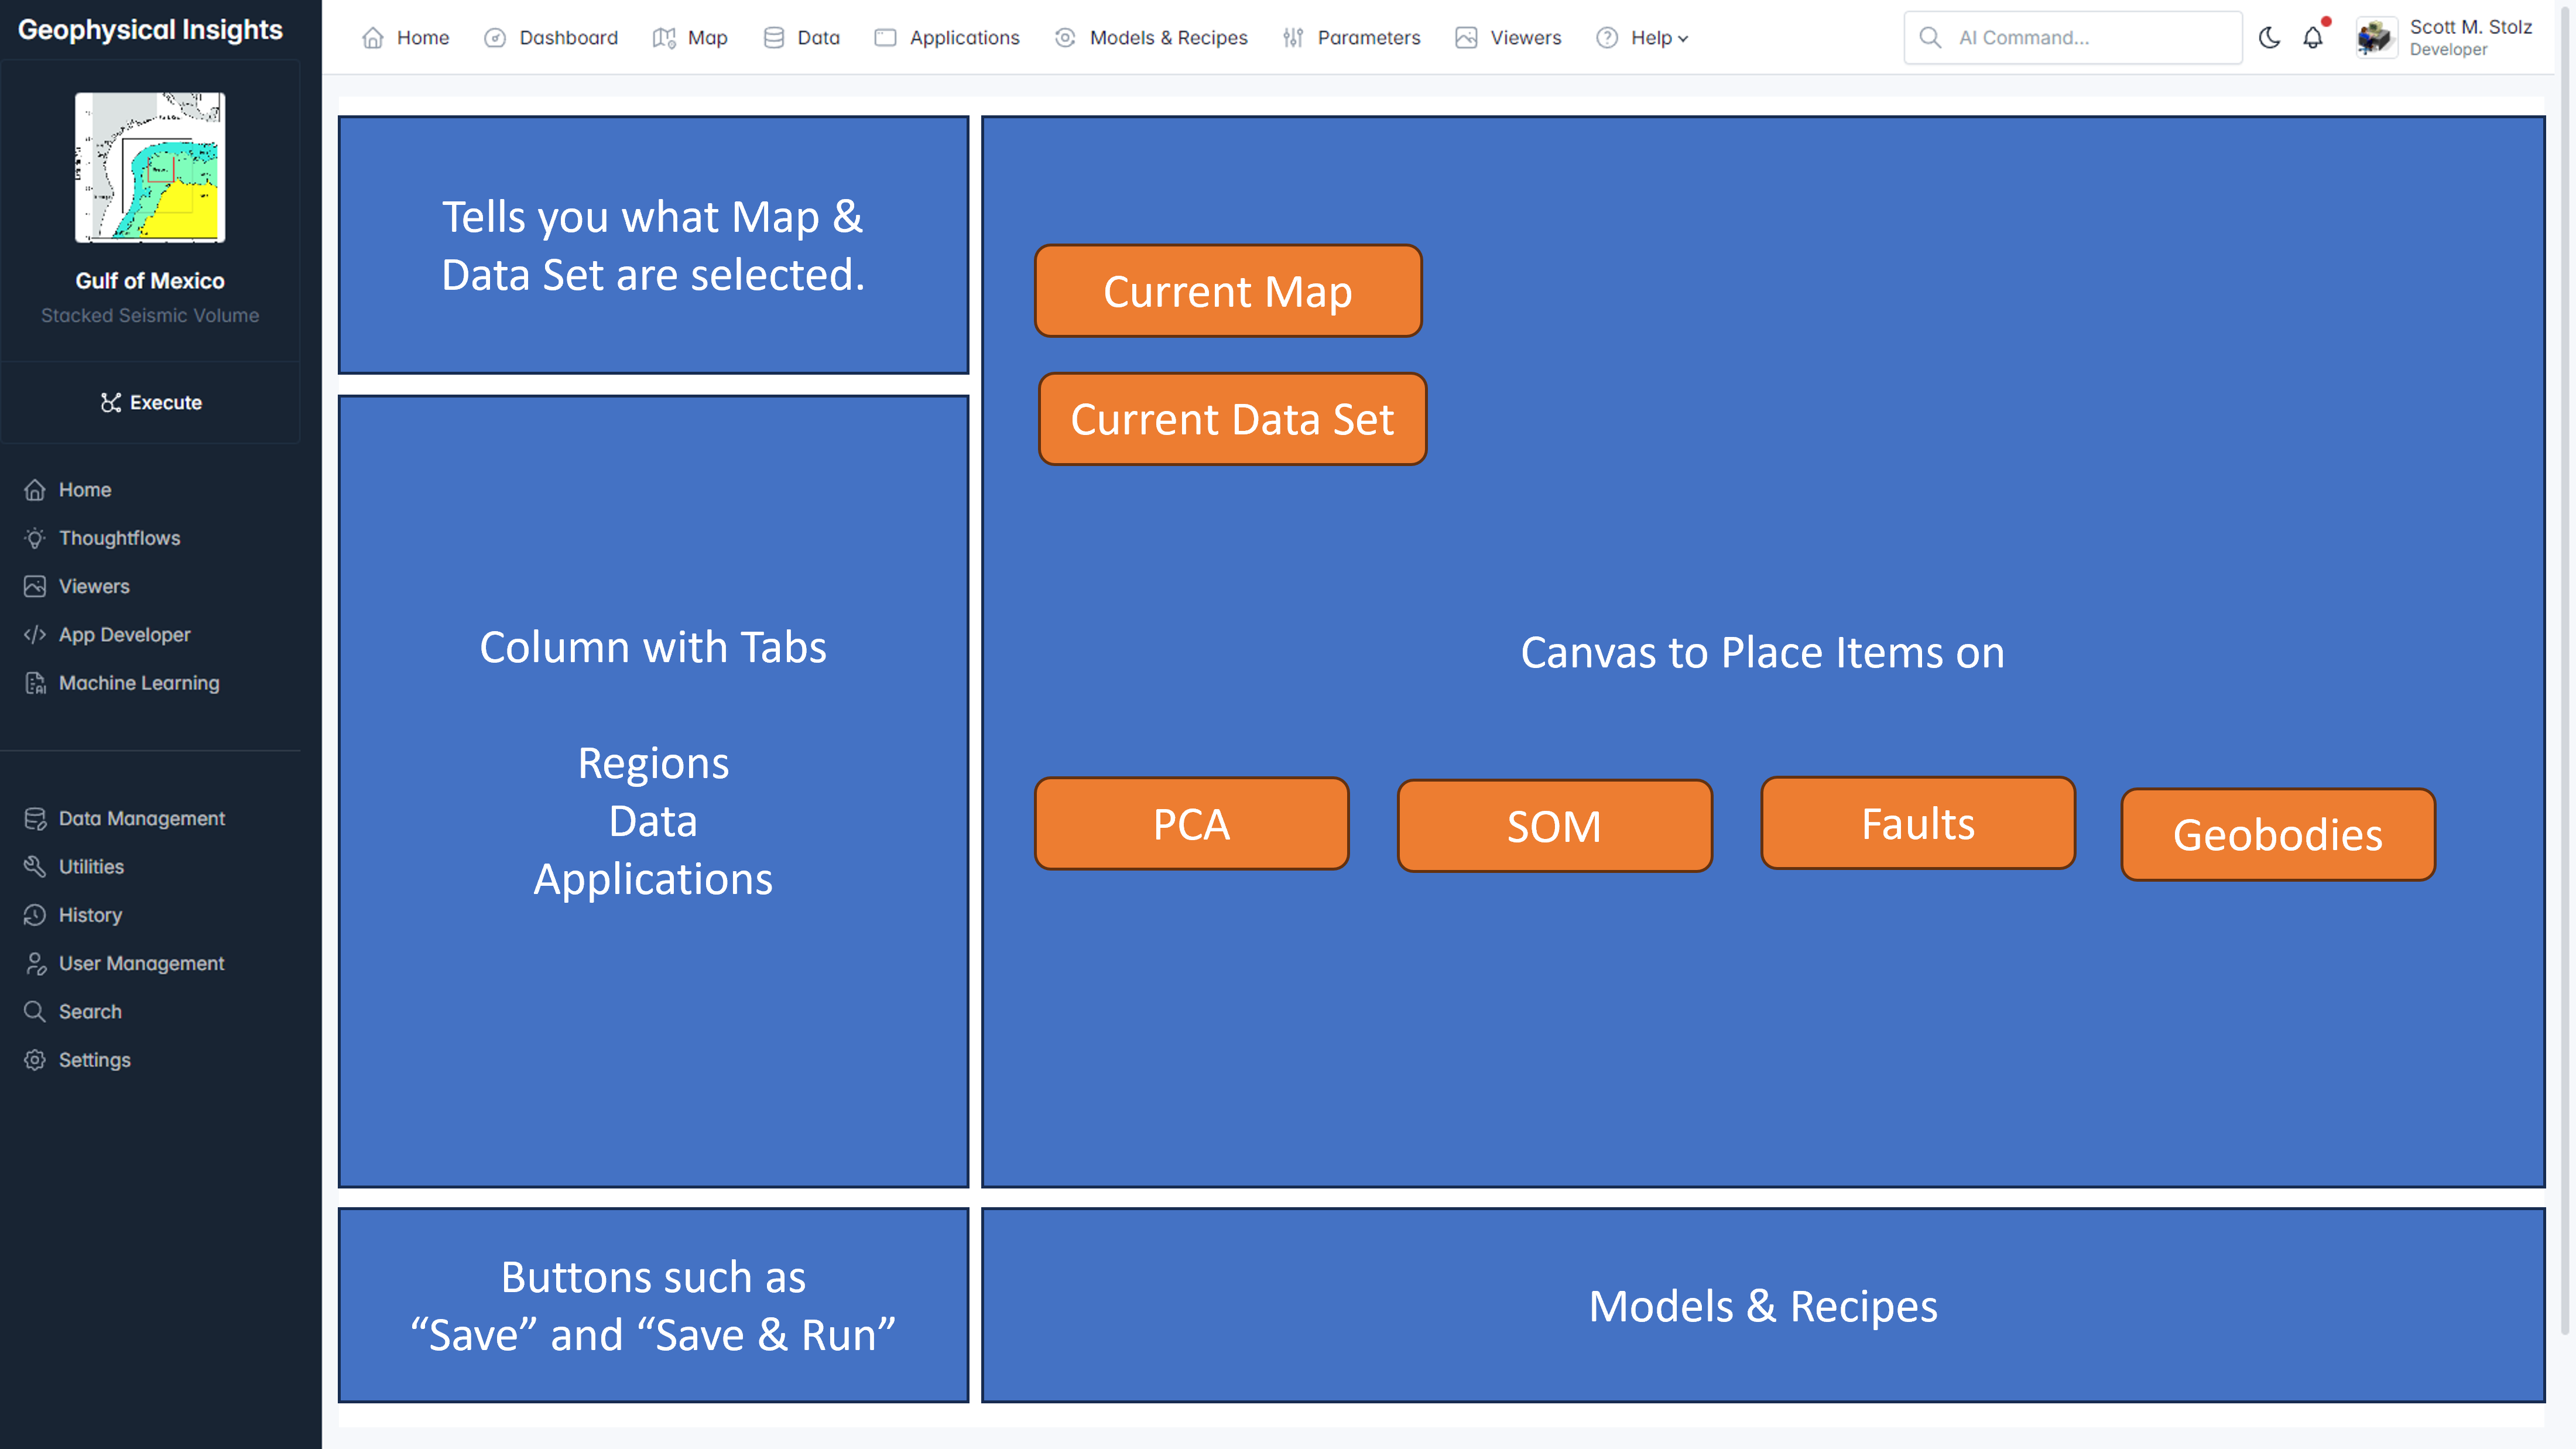 Geophysical Insights
Gulf of Mexico
Stacked Seismic Volume
Execute
Home
Thoughtflows
Viewers
App Developer
Machine Learning
Data Management
Utilities
History
User Management
Search
Settings
Home
Dashboard
Map
Data
Applications
Models & Recipes
Parameters
Viewers
Help
AI Command...
Scott M. Stolz
Developer
Tells you what Map &
Data Set are selected.
Column with Tabs
Regions
Data
Applications
Buttons such as
“Save” and “Save & Run”
Current Map
Current Data Set
Canvas to Place Items on
PCA
SOM
Faults
Geobodies
Models & Recipes